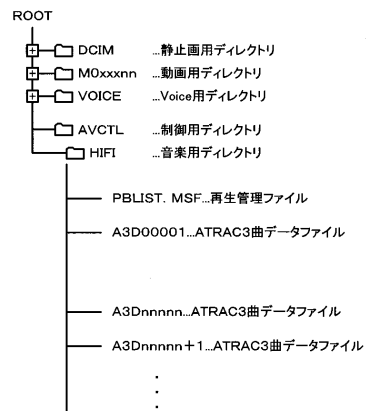 ROOT
DCIM …静止画用ディレクトリ
M0xxxnn …動画用ディレクトリ
VOICE …Voice用ディレクトリ
AVCTL …制御用ディレクトリ
HIFI …音楽用ディレクトリ
PBLIST. MSF…再生管理ファイル
A3D00001…ATRAC3曲データファイル
A3Dnnnnn…ATRAC3曲データファイル
A3Dnnnnn+1…ATRAC3曲データファイル